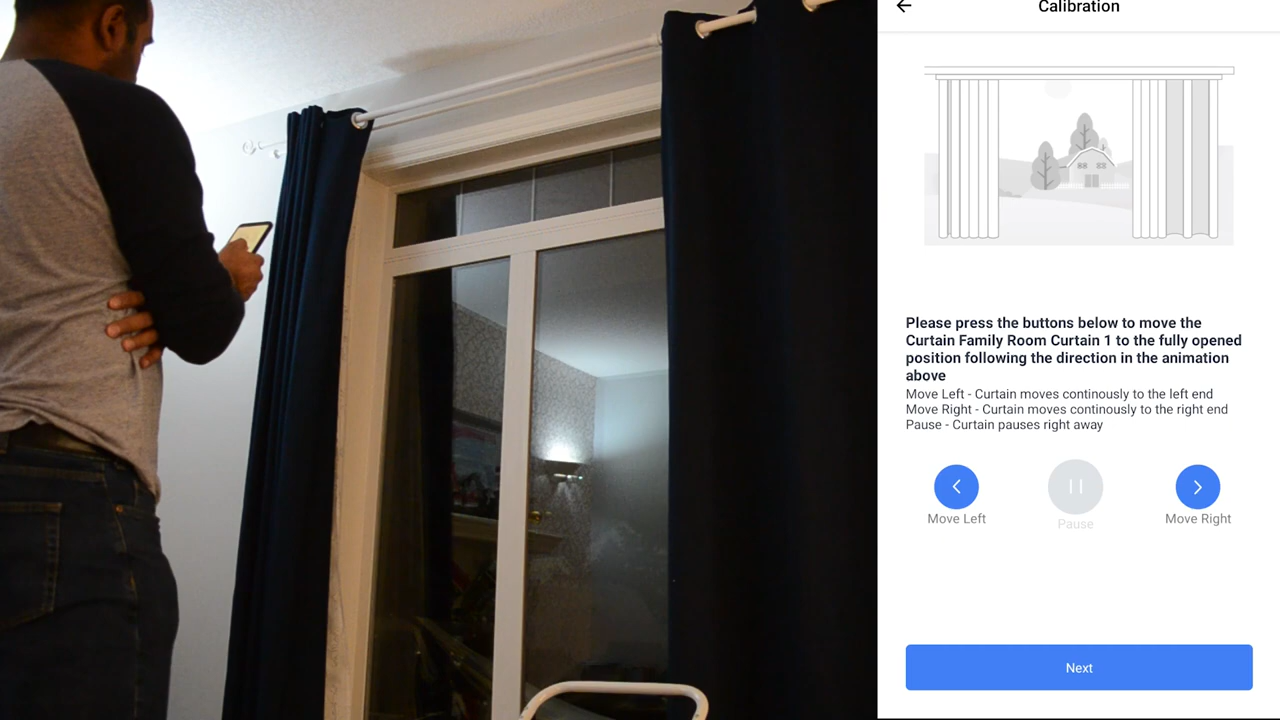 Calibration
Please press the buttons below to move the
Curtain Family Room Curtain 1 to the fully opened
position following the direction in the animation
above
Move Left - Curtain moves continously to the left end
Move Right - Curtain moves continously to the right end
Pause - Curtain pauses right away
Move Left
Pause
Move Right
Next